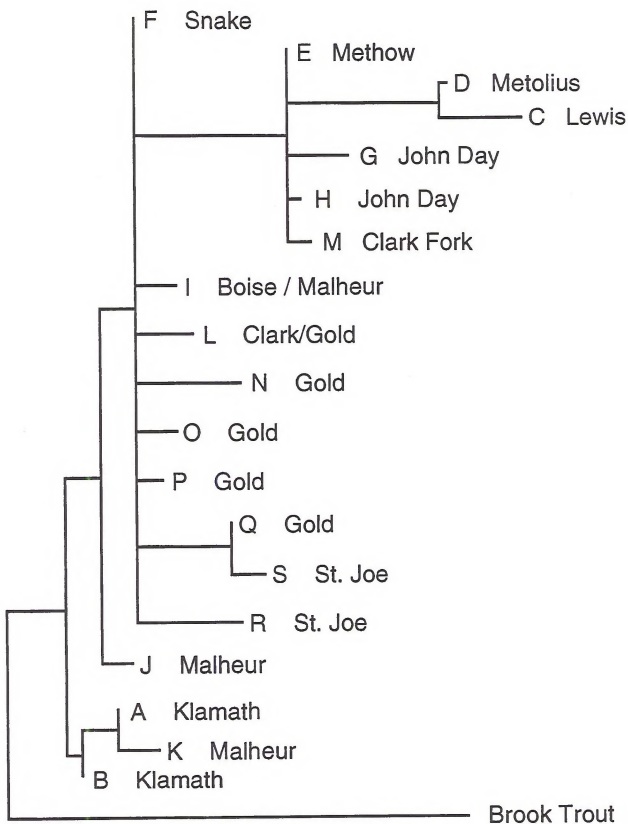 F Snake
E Methow
D Metolius
C Lewis
G John Day
H John Day
M Clark Fork
I Boise / Malheur
L Clark/Gold
N Gold
O Gold
P Gold
Q Gold
S St. Joe
R St. Joe
J Malheur
A Klamath
K Malheur
B Klamath
Brook Trout